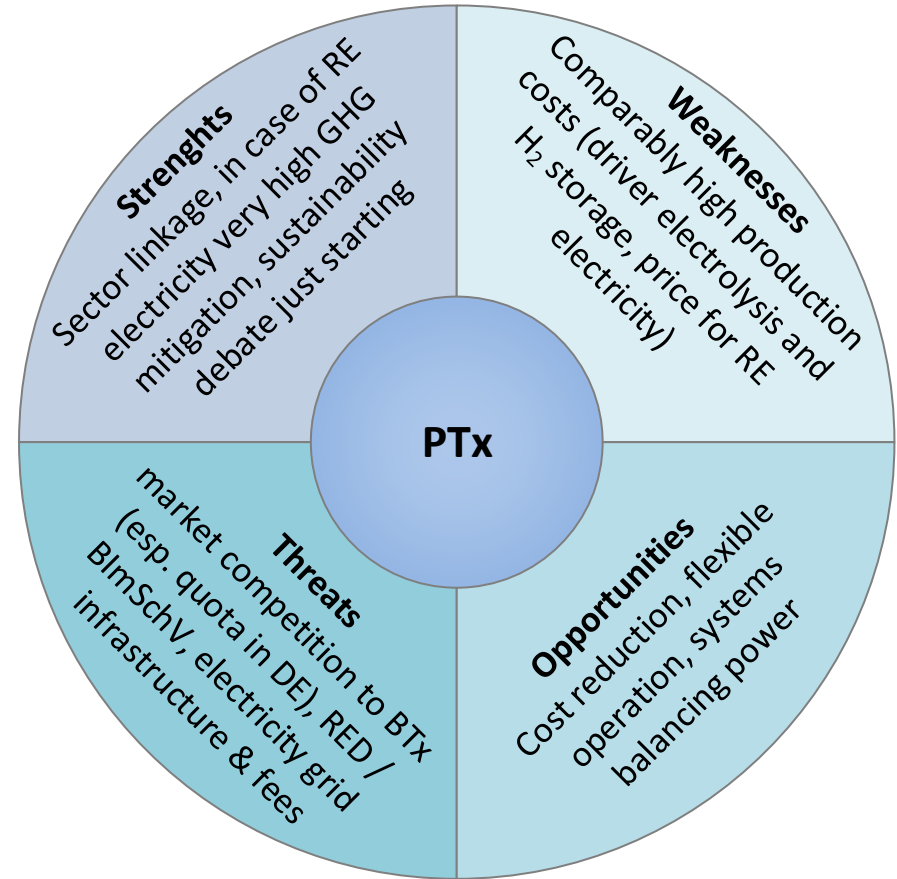 Strenghts
Sector linkage, in case of RE
electricity very high GHG
mitigation, sustainability
debate just starting
Weaknesses
Comparably high production
costs (driver electrolysis and
H₂ storage, price for RE
electricity)
PTx
Threats
market competition to BTx
(esp. quota in DE), RED /
BImSchV, electricity grid
infrastructure & fees
Opportunities
Cost reduction, flexible
operation, systems
balancing power